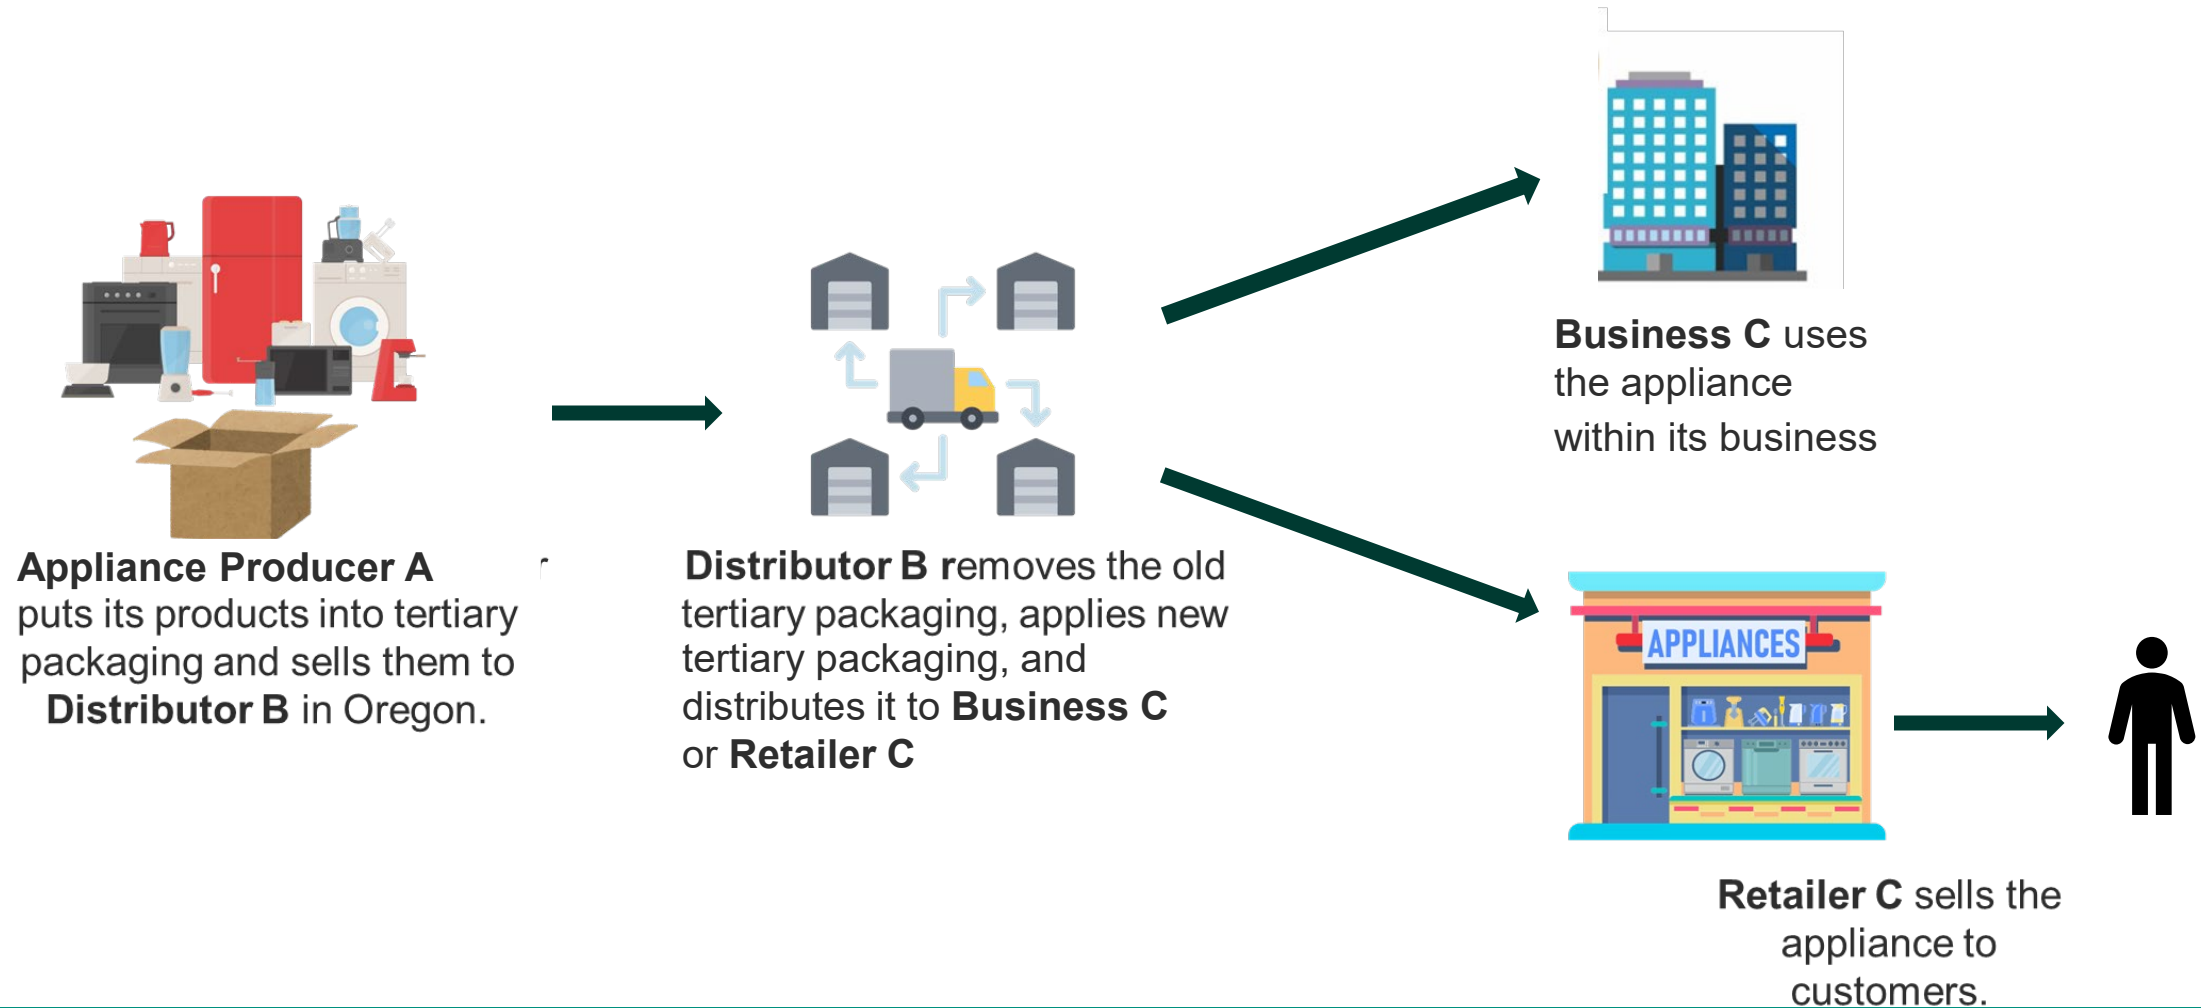 Appliance Producer A
puts its products into tertiary
packaging and sells them to
Distributor B in Oregon.
Distributor B removes the old
tertiary packaging, applies new
tertiary packaging, and
distributes it to Business C
or Retailer C
Business C uses
the appliance
within its business
APPLIANCES
Retailer C sells the
appliance to
customers.